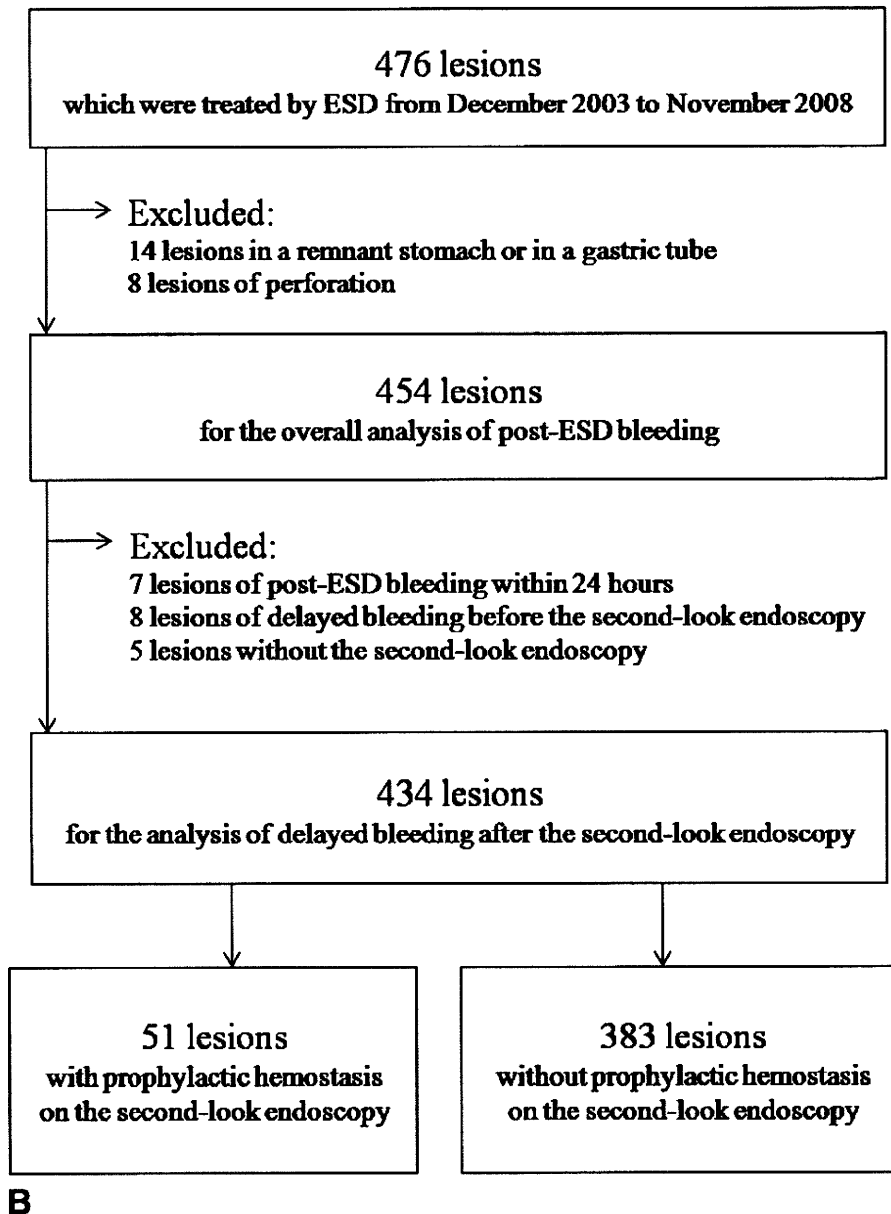 476 lesions
which were treated by ESD from December 2003 to November 2008
Excluded:
14 lesions in a remnant stomach or in a gastric tube
8 lesions of perforation
454 lesions
for the overall analysis of post-ESD bleeding
Excluded:
7 lesions of post-ESD bleeding within 24 hours
8 lesions of delayed bleeding before the second-look endoscopy
5 lesions without the second-look endoscopy
434 lesions
for the analysis of delayed bleeding after the second-look endoscopy
51 lesions
with prophylactic hemostasis
on the second-look endoscopy
383 lesions
without prophylactic hemostasis
on the second-look endoscopy
B